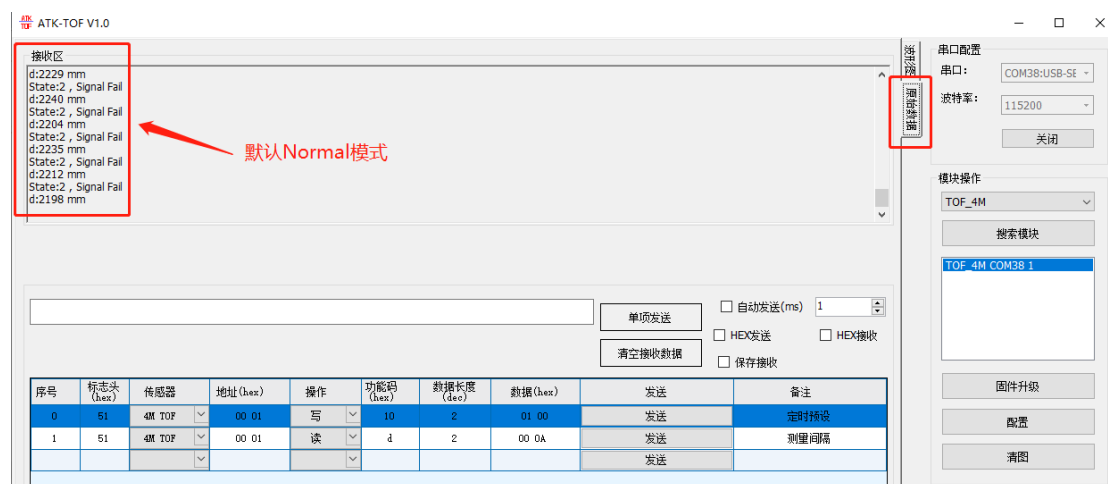 ATK-TOF V1.0
接收区
d:2229 mm
State:2 , Signal Fail
d:2240 mm
State:2 , Signal Fail
d:2204 mm
State:2 , Signal Fail
d:2235 mm
State:2 , Signal Fail
d:2212 mm
State:2 , Signal Fail
d:2198 mm
默认Normal模式
波形图
原始数据
串口配置
串口: COM38:USB-SE
波特率: 115200
关闭
模块操作
TOF_4M
搜索模块
TOF_4M COM38 1
固件升级
配置
清图
单项发送
清空接收数据
自动发送(ms) 1
HEX发送 HEX接收
保存接收
序号 标志头(hex) 传感器 地址(hex) 操作 功能码(hex) 数据长度(dec) 数据(hex) 发送 备注
0 51 4M TOF 00 01 写 10 2 01 00 发送 定时预设
1 51 4M TOF 00 01 读 d 2 00 0A 发送 测量间隔
发送